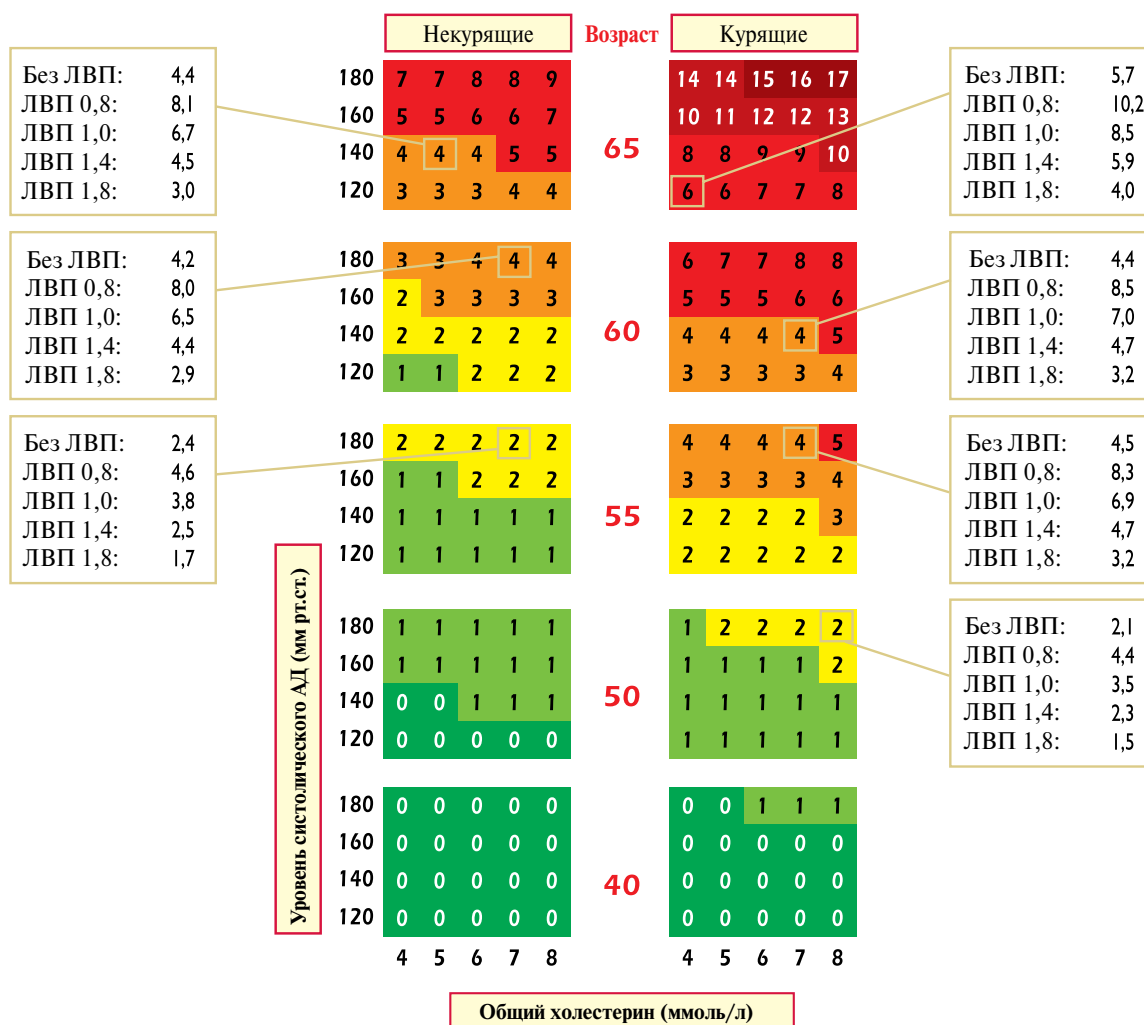 Некурящие Возраст Курящие
Без ЛВП: 4,4
ЛВП 0,8: 8,1
ЛВП 1,0: 6,7
ЛВП 1,4: 4,5
ЛВП 1,8: 3,0
180 7 7 8 8 9
160 5 5 6 6 7
140 4 4 4 5 5
120 3 3 3 4 4
65
14 14 15 16 17
10 11 12 12 13
8 8 9 9 10
6 6 7 7 8
Без ЛВП: 5,7
ЛВП 0,8: 10,2
ЛВП 1,0: 8,5
ЛВП 1,4: 5,9
ЛВП 1,8: 4,0
Без ЛВП: 4,2
ЛВП 0,8: 8,0
ЛВП 1,0: 6,5
ЛВП 1,4: 4,4
ЛВП 1,8: 2,9
180 3 3 4 4 4
160 2 3 3 3 3
140 2 2 2 2 2
120 1 1 2 2 2
60
6 7 7 8 8
5 5 5 6 6
4 4 4 4 5
3 3 3 3 4
Без ЛВП: 4,4
ЛВП 0,8: 8,5
ЛВП 1,0: 7,0
ЛВП 1,4: 4,7
ЛВП 1,8: 3,2
Без ЛВП: 2,4
ЛВП 0,8: 4,6
ЛВП 1,0: 3,8
ЛВП 1,4: 2,5
ЛВП 1,8: 1,7
180 2 2 2 2 2
160 1 1 2 2 2
140 1 1 1 1 1
120 1 1 1 1 1
55
4 4 4 4 5
3 3 3 3 4
2 2 2 2 3
2 2 2 2 2
Без ЛВП: 4,5
ЛВП 0,8: 8,3
ЛВП 1,0: 6,9
ЛВП 1,4: 4,7
ЛВП 1,8: 3,2
Уровень систолического АД (мм рт.ст.)
180 1 1 1 1 1
160 1 1 1 1 1
140 0 0 1 1 1
120 0 0 0 0 0
50
1 2 2 2 2
1 1 1 1 2
1 1 1 1 1
1 1 1 1 1
Без ЛВП: 2,1
ЛВП 0,8: 4,4
ЛВП 1,0: 3,5
ЛВП 1,4: 2,3
ЛВП 1,8: 1,5
180 0 0 0 0 0
160 0 0 0 0 0
140 0 0 0 0 0
120 0 0 0 0 0
40
0 0 1 1 1
0 0 0 0 0
0 0 0 0 0
0 0 0 0 0
4 5 6 7 8
4 5 6 7 8
Общий холестерин (ммоль/л)